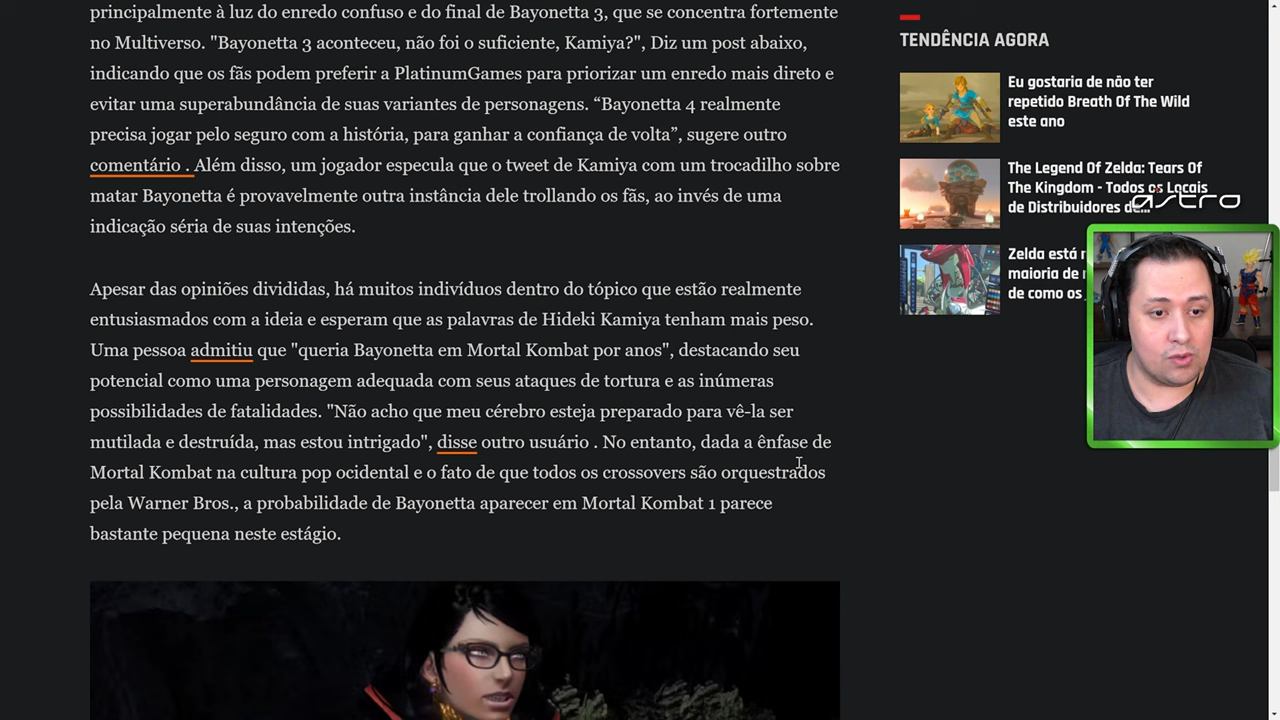 principalmente à luz do enredo confuso e do final de Bayonetta 3, que se concentra fortemente
no Multiverso. "Bayonetta 3 aconteceu, não foi o suficiente, Kamiya?", Diz um post abaixo,
indicando que os fãs podem preferir a PlatinumGames para priorizar um enredo mais direto e
evitar uma superabundância de suas variantes de personagens. “Bayonetta 4 realmente
precisa jogar pelo seguro com a história, para ganhar a confiança de volta”, sugere outro
comentário . Além disso, um jogador especula que o tweet de Kamiya com um trocadilho sobre
matar Bayonetta é provavelmente outra instância dele trollando os fãs, ao invés de uma
indicação séria de suas intenções.
Apesar das opiniões divididas, há muitos indivíduos dentro do tópico que estão realmente
entusiasmados com a ideia e esperam que as palavras de Hideki Kamiya tenham mais peso.
Uma pessoa admitiu que "queria Bayonetta em Mortal Kombat por anos", destacando seu
potencial como uma personagem adequada com seus ataques de tortura e as inúmeras
possibilidades de fatalidades. "Não acho que meu cérebro esteja preparado para vê-la ser
mutilada e destruída, mas estou intrigado", disse outro usuário . No entanto, dada a ênfase de
Mortal Kombat na cultura pop ocidental e o fato de que todos os crossovers são orquestrados
pela Warner Bros., a probabilidade de Bayonetta aparecer em Mortal Kombat 1 parece
bastante pequena neste estágio.
TENDÊNCIA AGORA
Eu gostaria de não ter
repetido Breath Of The Wild
este ano
The Legend Of Zelda: Tears Of
The Kingdom - Todos os Locais
de Distribuidores de...
astro
Zelda está
maioria de
de como os